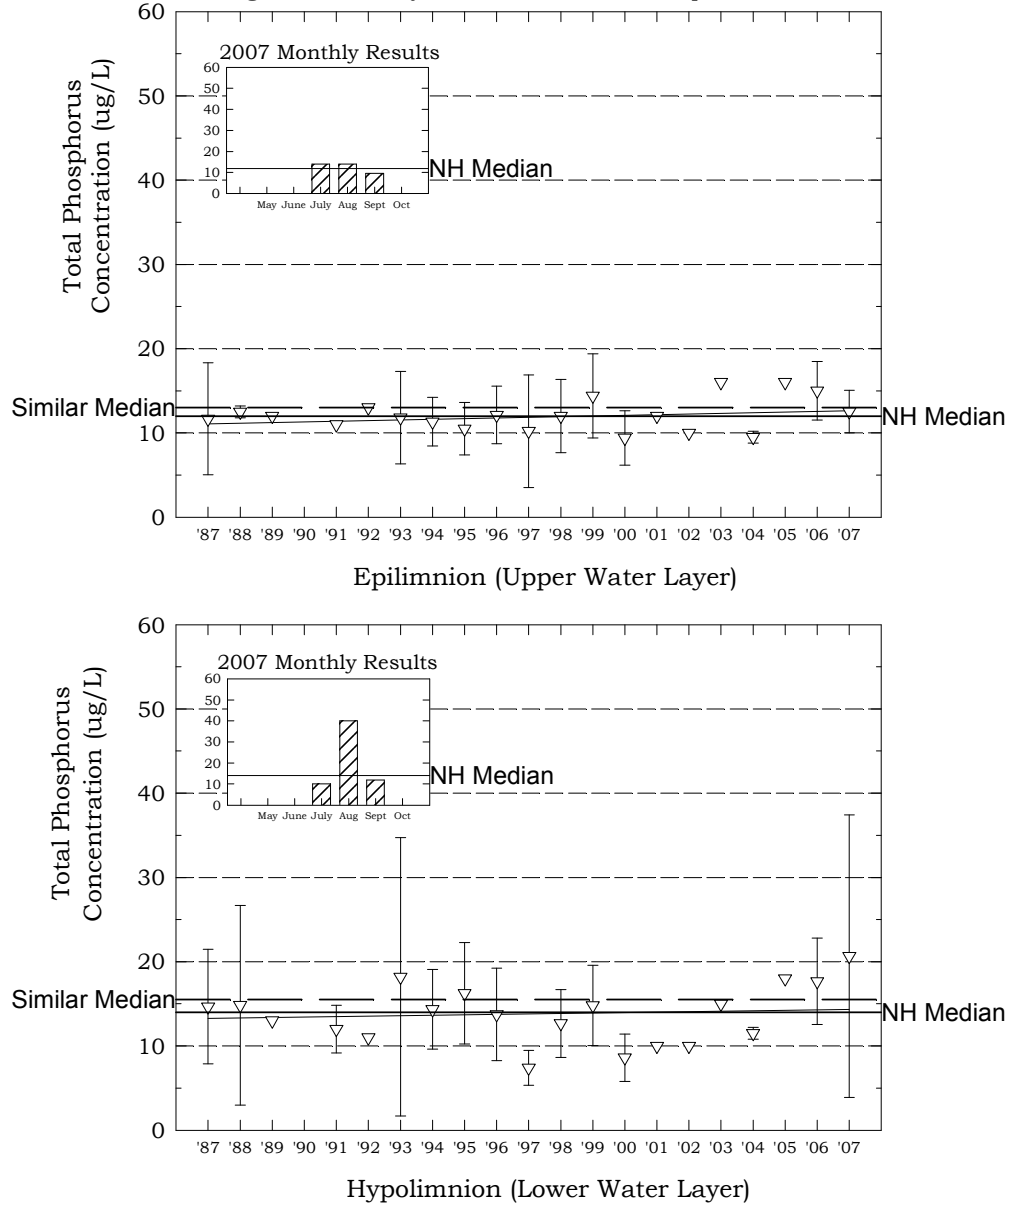 60
2007 Monthly Results
60
50
40
30
20
10
0
May June July Aug Sept Oct
NH Median
50
40
30
20
10
0
Total Phosphorus
Concentration (ug/L)
Similar Median
NH Median
'87 '88 '89 '90 '91 '92 '93 '94 '95 '96 '97 '98 '99 '00 '01 '02 '03 '04 '05 '06 '07
Epilimnion (Upper Water Layer)
60
2007 Monthly Results
60
50
40
30
20
10
0
May June July Aug Sept Oct
NH Median
50
40
30
20
10
0
Total Phosphorus
Concentration (ug/L)
Similar Median
NH Median
'87 '88 '89 '90 '91 '92 '93 '94 '95 '96 '97 '98 '99 '00 '01 '02 '03 '04 '05 '06 '07
Hypolimnion (Lower Water Layer)